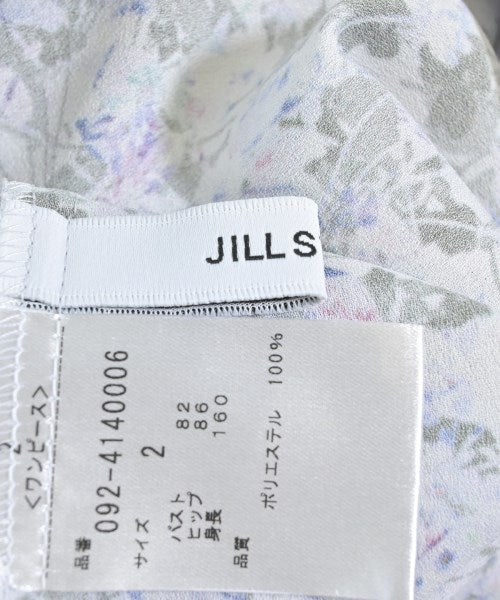 JILL S
<ワンピース>
品番 092-4140006
サイズ 2
バスト 82
ヒップ 86
身長 160
品質 ポリエステル 100%
2